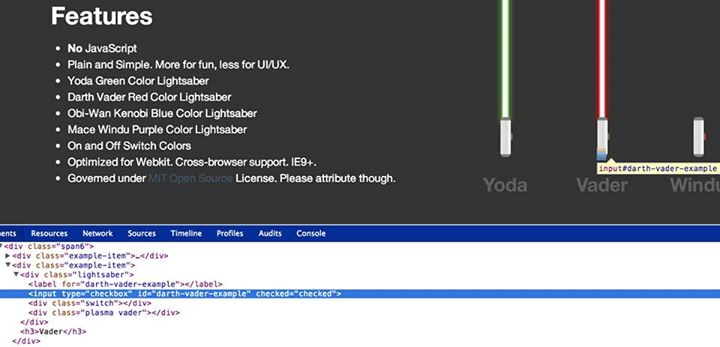 Features
No JavaScript
Plain and Simple. More for fun, less for UI/UX.
Yoda Green Color Lightsaber
Darth Vader Red Color Lightsaber
Obi-Wan Kenobi Blue Color Lightsaber
Mace Windu Purple Color Lightsaber
On and Off Switch Colors
Optimized for Webkit. Cross-browser support. IE9+.
Governed under MIT Open Source License. Please attribute though.
input#darth-vader-example
Yoda Vader Windu
ments Resources Network Sources Timeline Profiles Audits Console
▼<div class="span6">
▶<div class="example-item">…</div>
▼<div class="example-item">
▼<div class="lightsaber">
<label for="darth-vader-example"></label>
<input type="checkbox" id="darth-vader-example" checked="checked">
<div class="switch"></div>
<div class="plasma vader"></div>
</div>
<h3>Vader</h3>
</div>